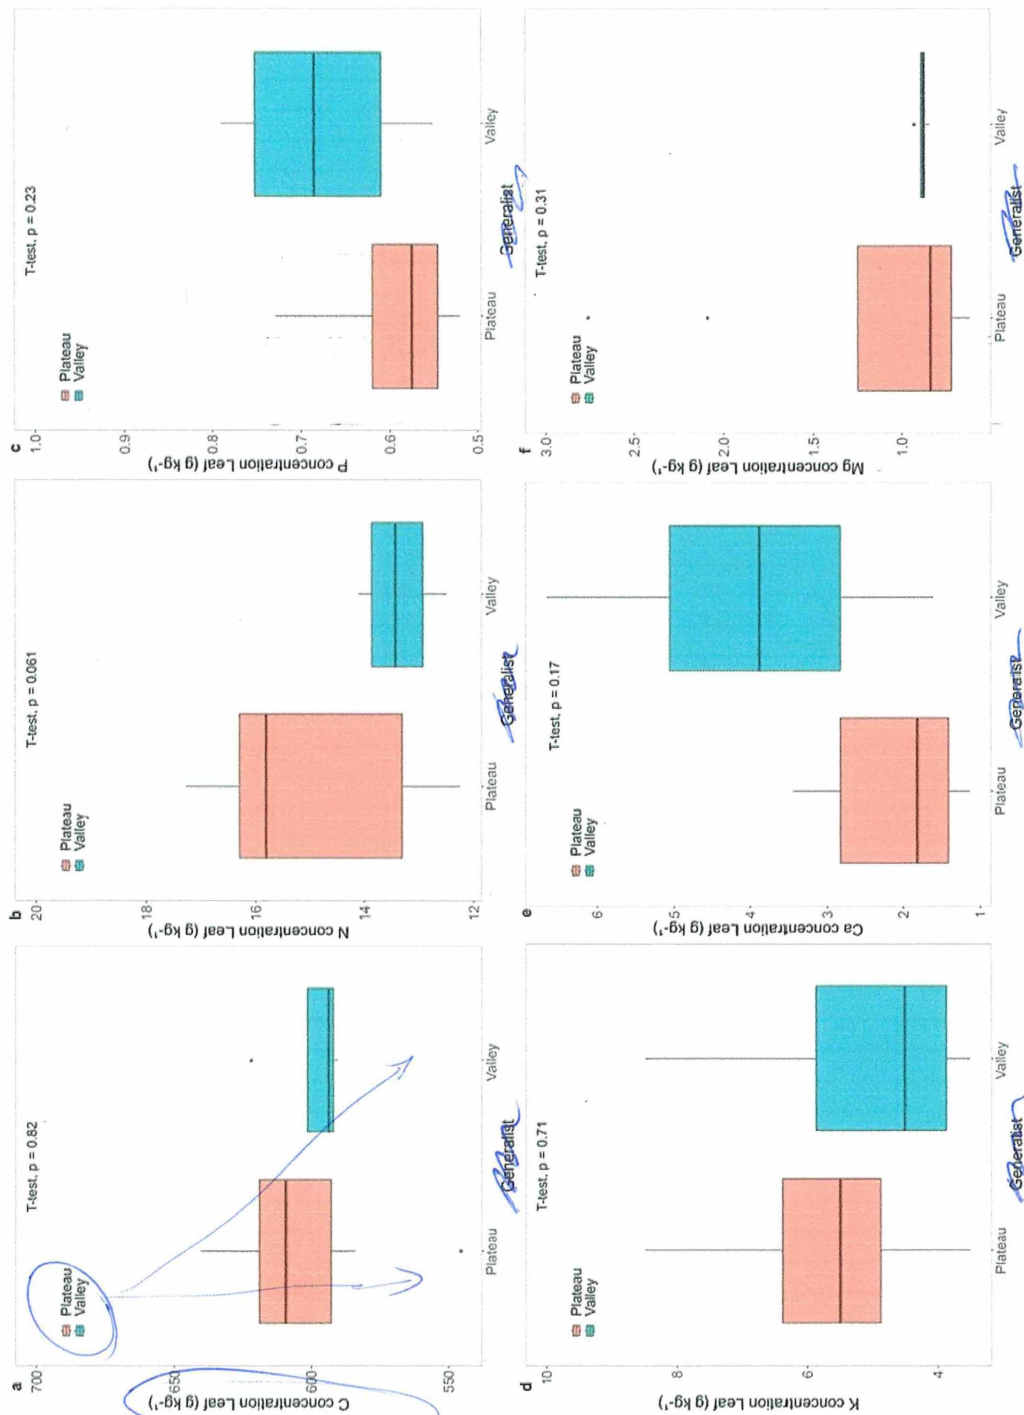 a
T-test, p = 0.82
Plateau
Valley
700
650
600
550
C concentration Leaf (g kg-¹)
Plateau
Valley
Generalist
b
T-test, p = 0.061
Plateau
Valley
20
18
16
14
12
N concentration Leaf (g kg-¹)
Plateau
Valley
Generalist
c
T-test, p = 0.23
Plateau
Valley
1.0
0.9
0.8
0.7
0.6
0.5
P concentration Leaf (g kg-¹)
Plateau
Valley
Generalist
d
T-test, p = 0.71
Plateau
Valley
10
8
6
4
K concentration Leaf (g kg-¹)
Plateau
Valley
Generalist
e
T-test, p = 0.17
Plateau
Valley
6
5
4
3
2
1
Ca concentration Leaf (g kg-¹)
Plateau
Valley
Generalist
f
T-test, p = 0.31
Plateau
Valley
3.0
2.5
2.0
1.5
1.0
Mg concentration Leaf (g kg-¹)
Plateau
Valley
Generalist